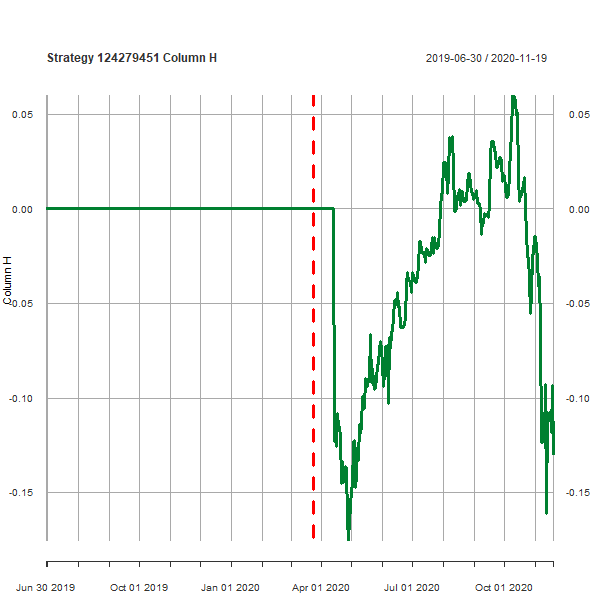 Strategy 124279451 Column H
2019-06-30 / 2020-11-19
0.05
0.05
0.00
0.00
Column H
-0.05
-0.05
-0.10
-0.10
-0.15
-0.15
Jun 30 2019
Oct 01 2019
Jan 01 2020
Apr 01 2020
Jul 01 2020
Oct 01 2020